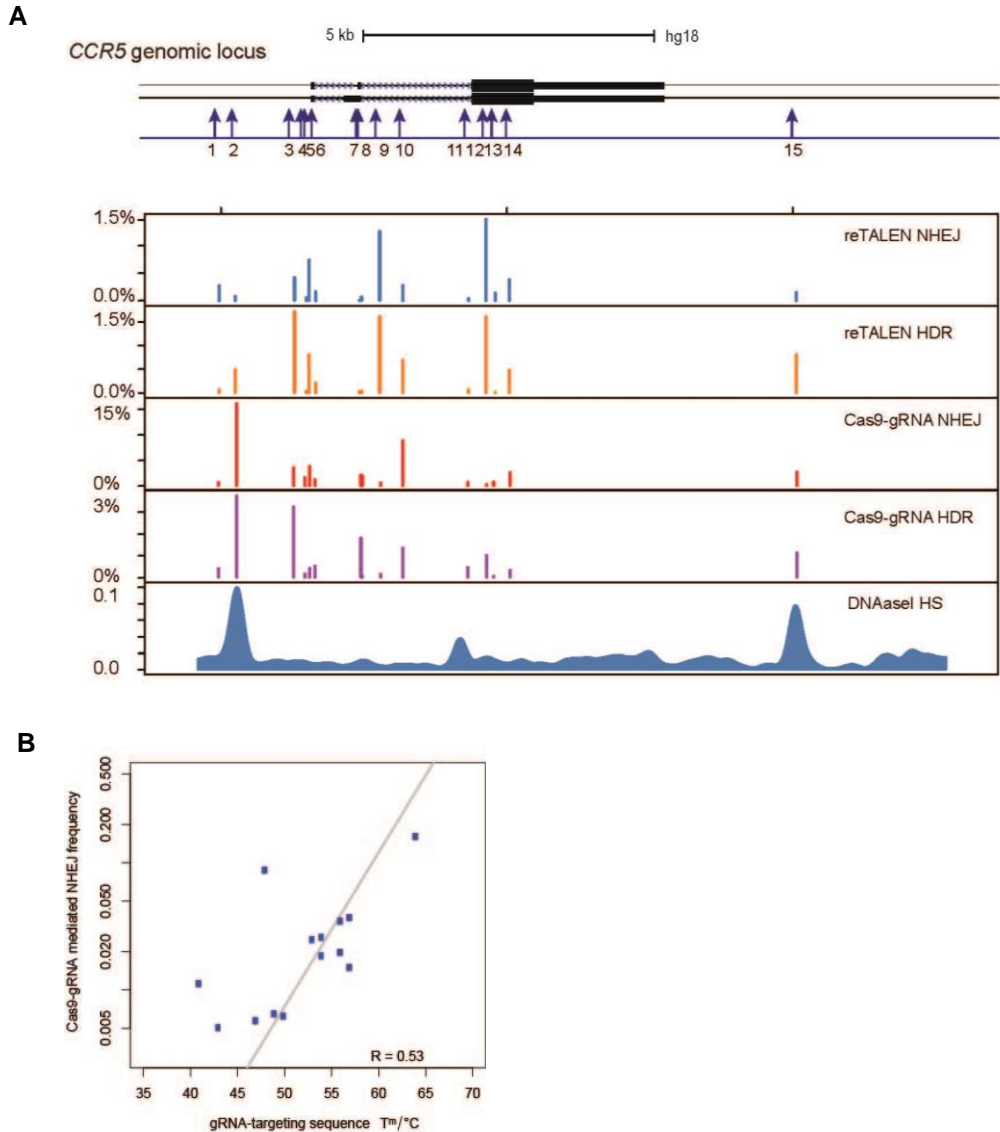 A
5 kb
hg18
CCR5 genomic locus
1 2 3 4 5 6 7 8 9 10 11 12 13 14 15
1.5%
reTALEN NHEJ
0.0%
1.5%
reTALEN HDR
0.0%
15%
Cas9-gRNA NHEJ
0%
3%
Cas9-gRNA HDR
0%
0.1
DNAaseI HS
0.0
B
Cas9-gRNA mediated NHEJ frequency
0.500
0.200
0.050
0.020
0.005
R = 0.53
35 40 45 50 55 60 65 70
gRNA-targeting sequence Tm/°C